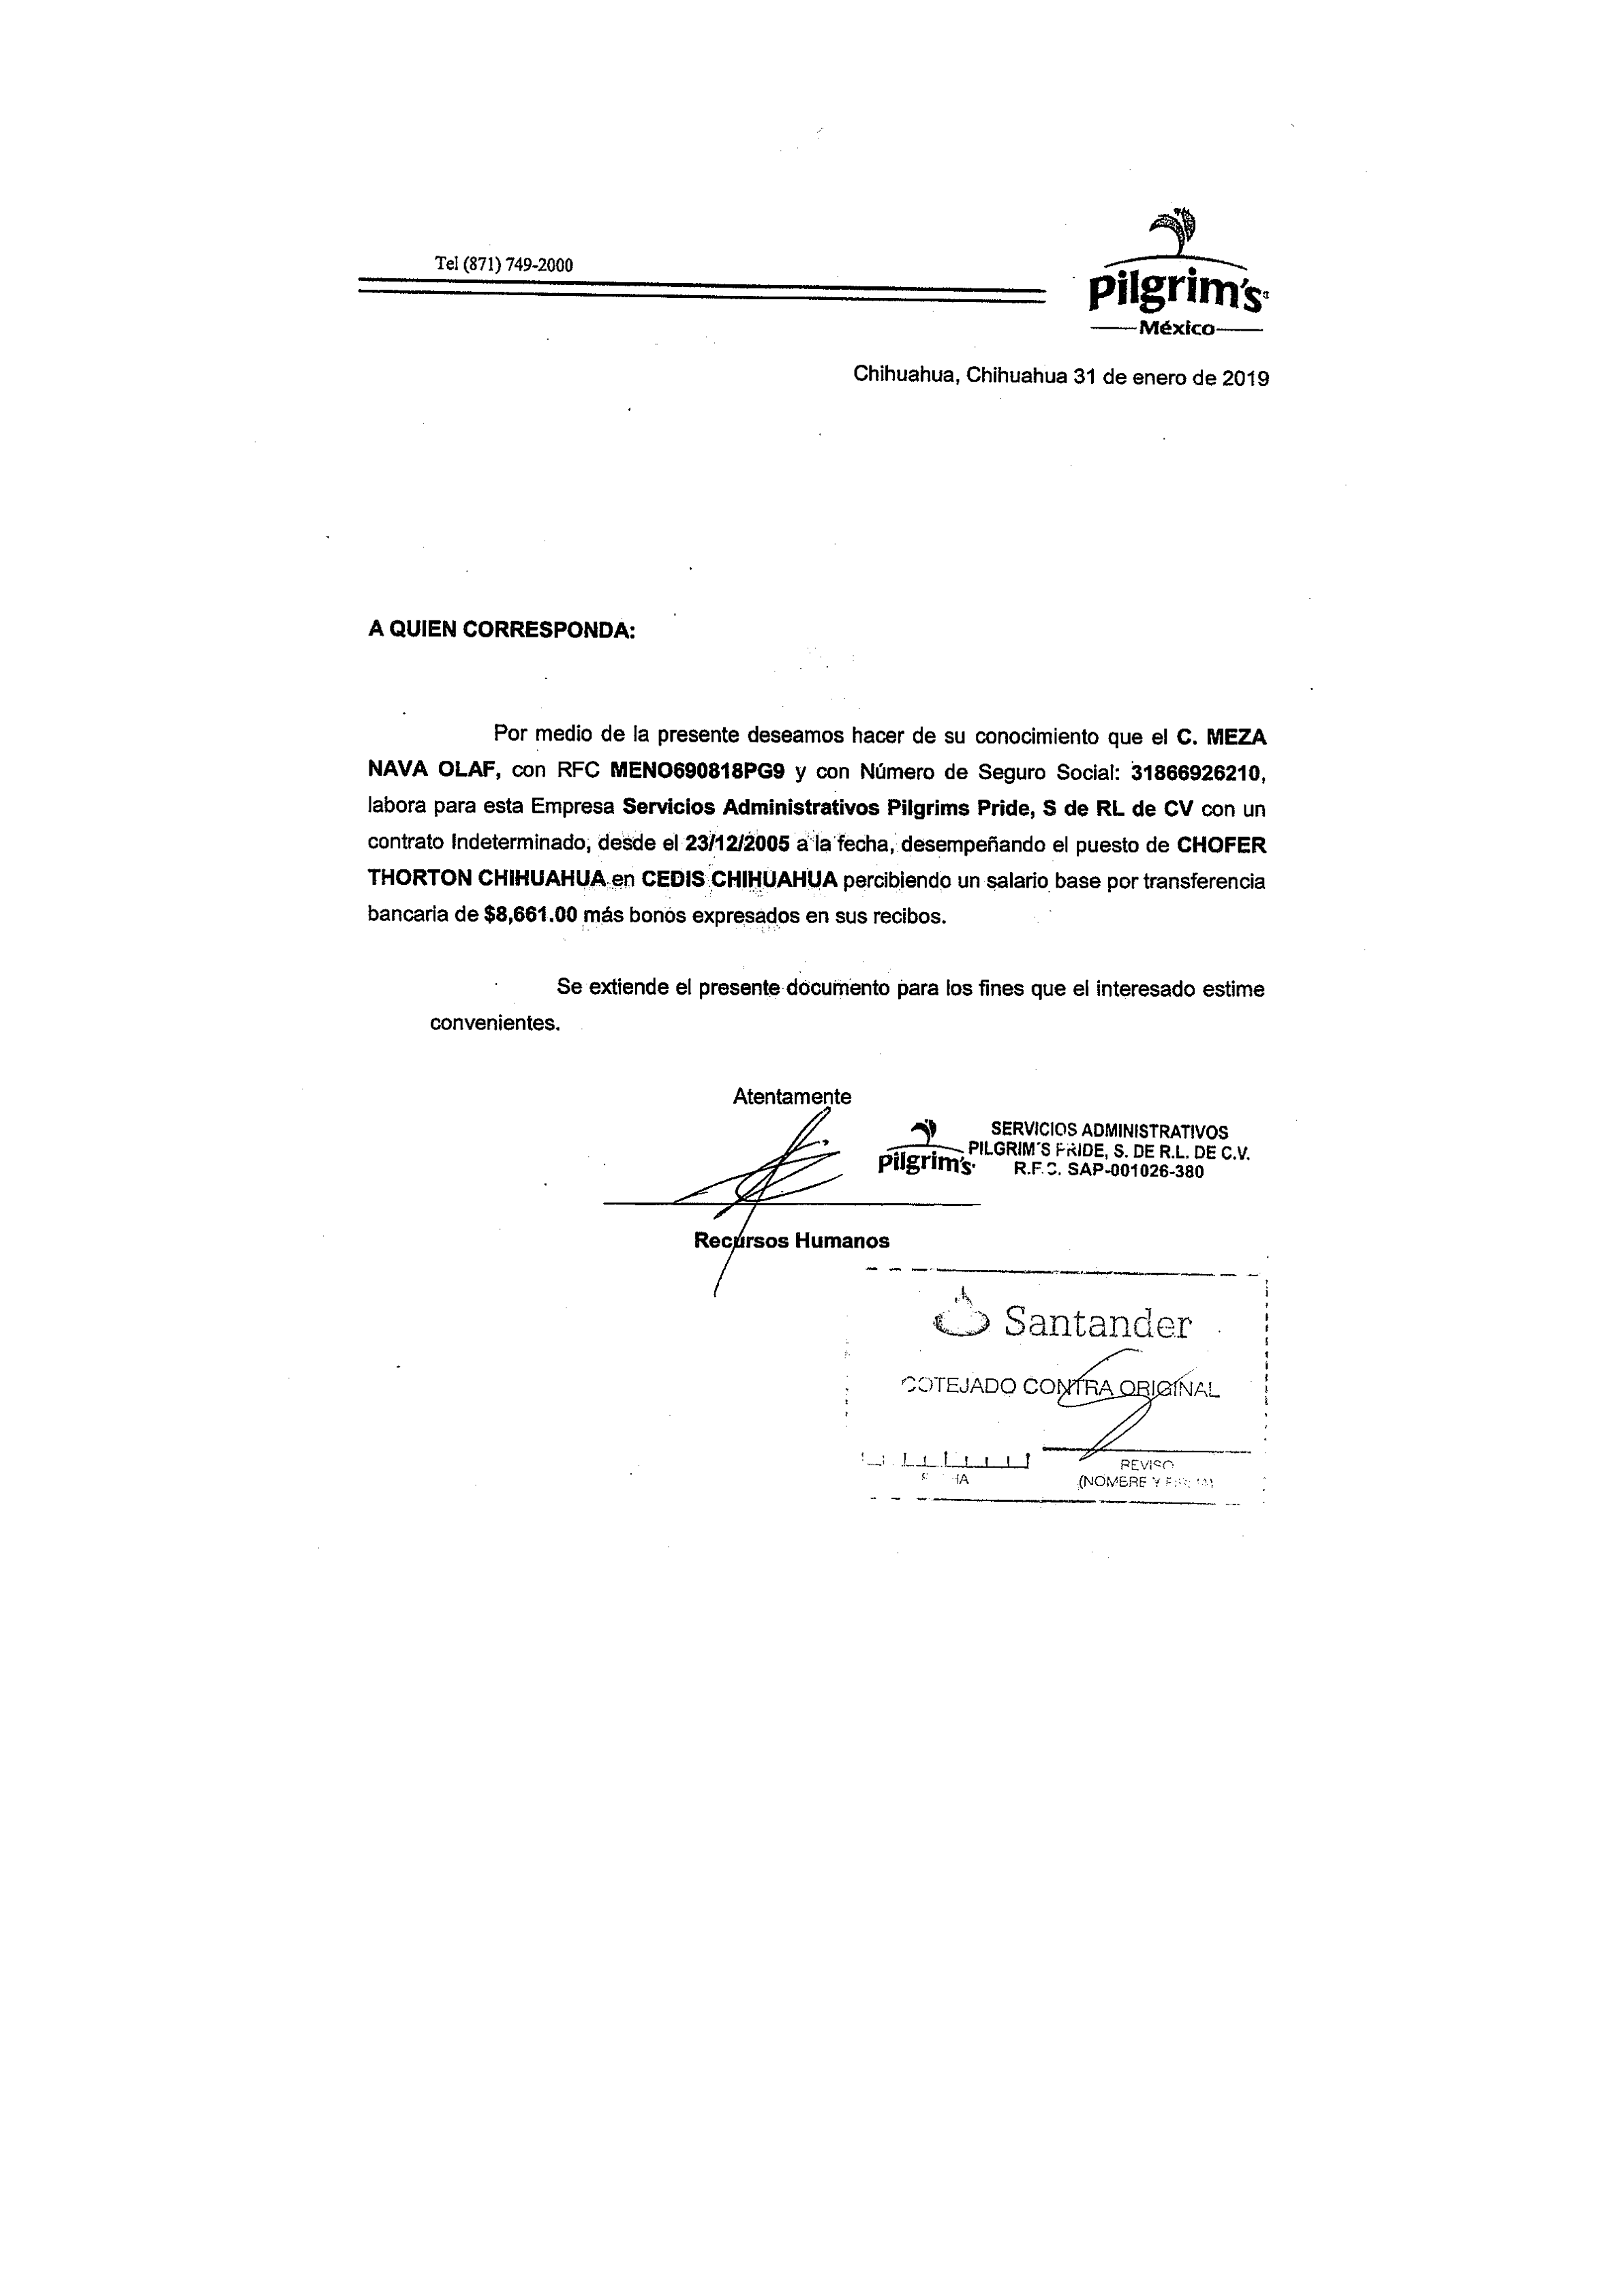 Tel (871) 749-2000
pilgrim's
México
Chihuahua, Chihuahua 31 de enero de 2019
A QUIEN CORRESPONDA:
Por medio de la presente deseamos hacer de su conocimiento que el C. MEZA
NAVA OLAF, con RFC MENO690818PG9 y con Número de Seguro Social: 31866926210,
labora para esta Empresa Servicios Administrativos Pilgrims Pride, S de RL de CV con un
contrato Indeterminado, desde el 23/12/2005 a la fecha, desempeñando el puesto de CHOFER
THORTON CHIHUAHUA en CEDIS CHIHUAHUA percibiendo un salario base por transferencia
bancaria de $8,661.00 más bonos expresados en sus recibos.
Se extiende el presente documento para los fines que el interesado estime
convenientes.
Atentamente
pilgrim's
SERVICIOS ADMINISTRATIVOS
PILGRIM'S PRIDE, S. DE R.L. DE C.V.
R.F.C. SAP-001026-380
Recursos Humanos
Santander
COTEJADO CONTRA ORIGINAL
REVISO
(NOMBRE Y